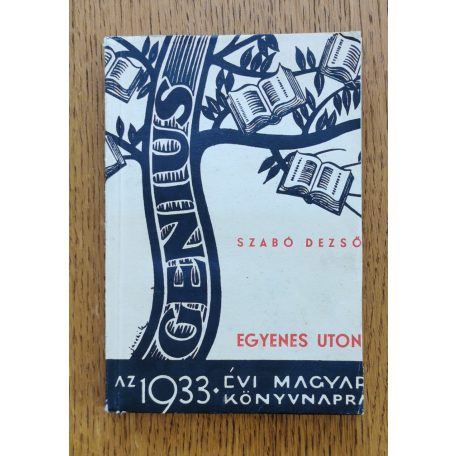 GENIUS
SZABÓ DEZSŐ
EGYENES UTON
AZ 1933. ÉVI MAGYAR
KÖNYVNAPRA